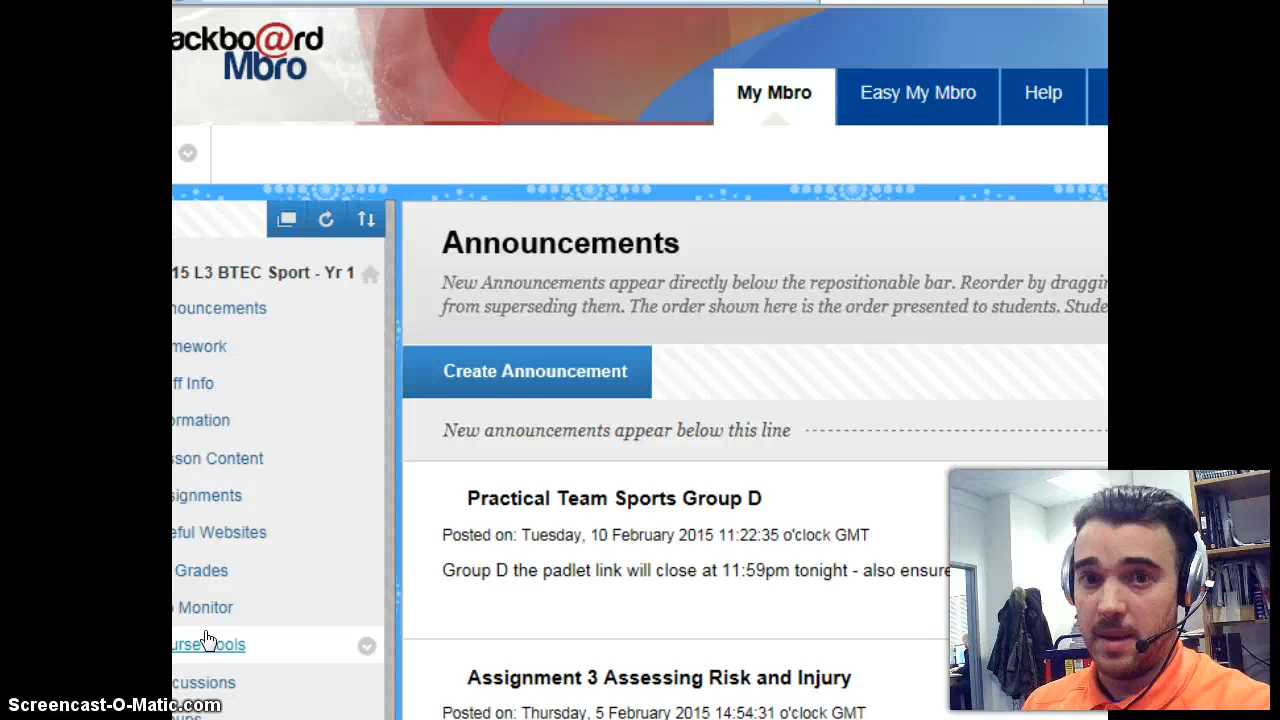 ackbo@rd
Mbro
My Mbro
Easy My Mbro
Help
15 L3 BTEC Sport - Yr 1
nouncements
mework
ff Info
ormation
sson Content
signments
eful Websites
Grades
Monitor
urse Tools
cussions
Announcements
New Announcements appear directly below the repositionable bar. Reorder by draggin
from superseding them. The order shown here is the order presented to students. Stude
Create Announcement
New announcements appear below this line
Practical Team Sports Group D
Posted on: Tuesday, 10 February 2015 11:22:35 o'clock GMT
Group D the padlet link will close at 11:59pm tonight - also ensure
Assignment 3 Assessing Risk and Injury
Posted on: Thursday, 5 February 2015 14:54:31 o'clock GMT
Screencast-O-Matic.com